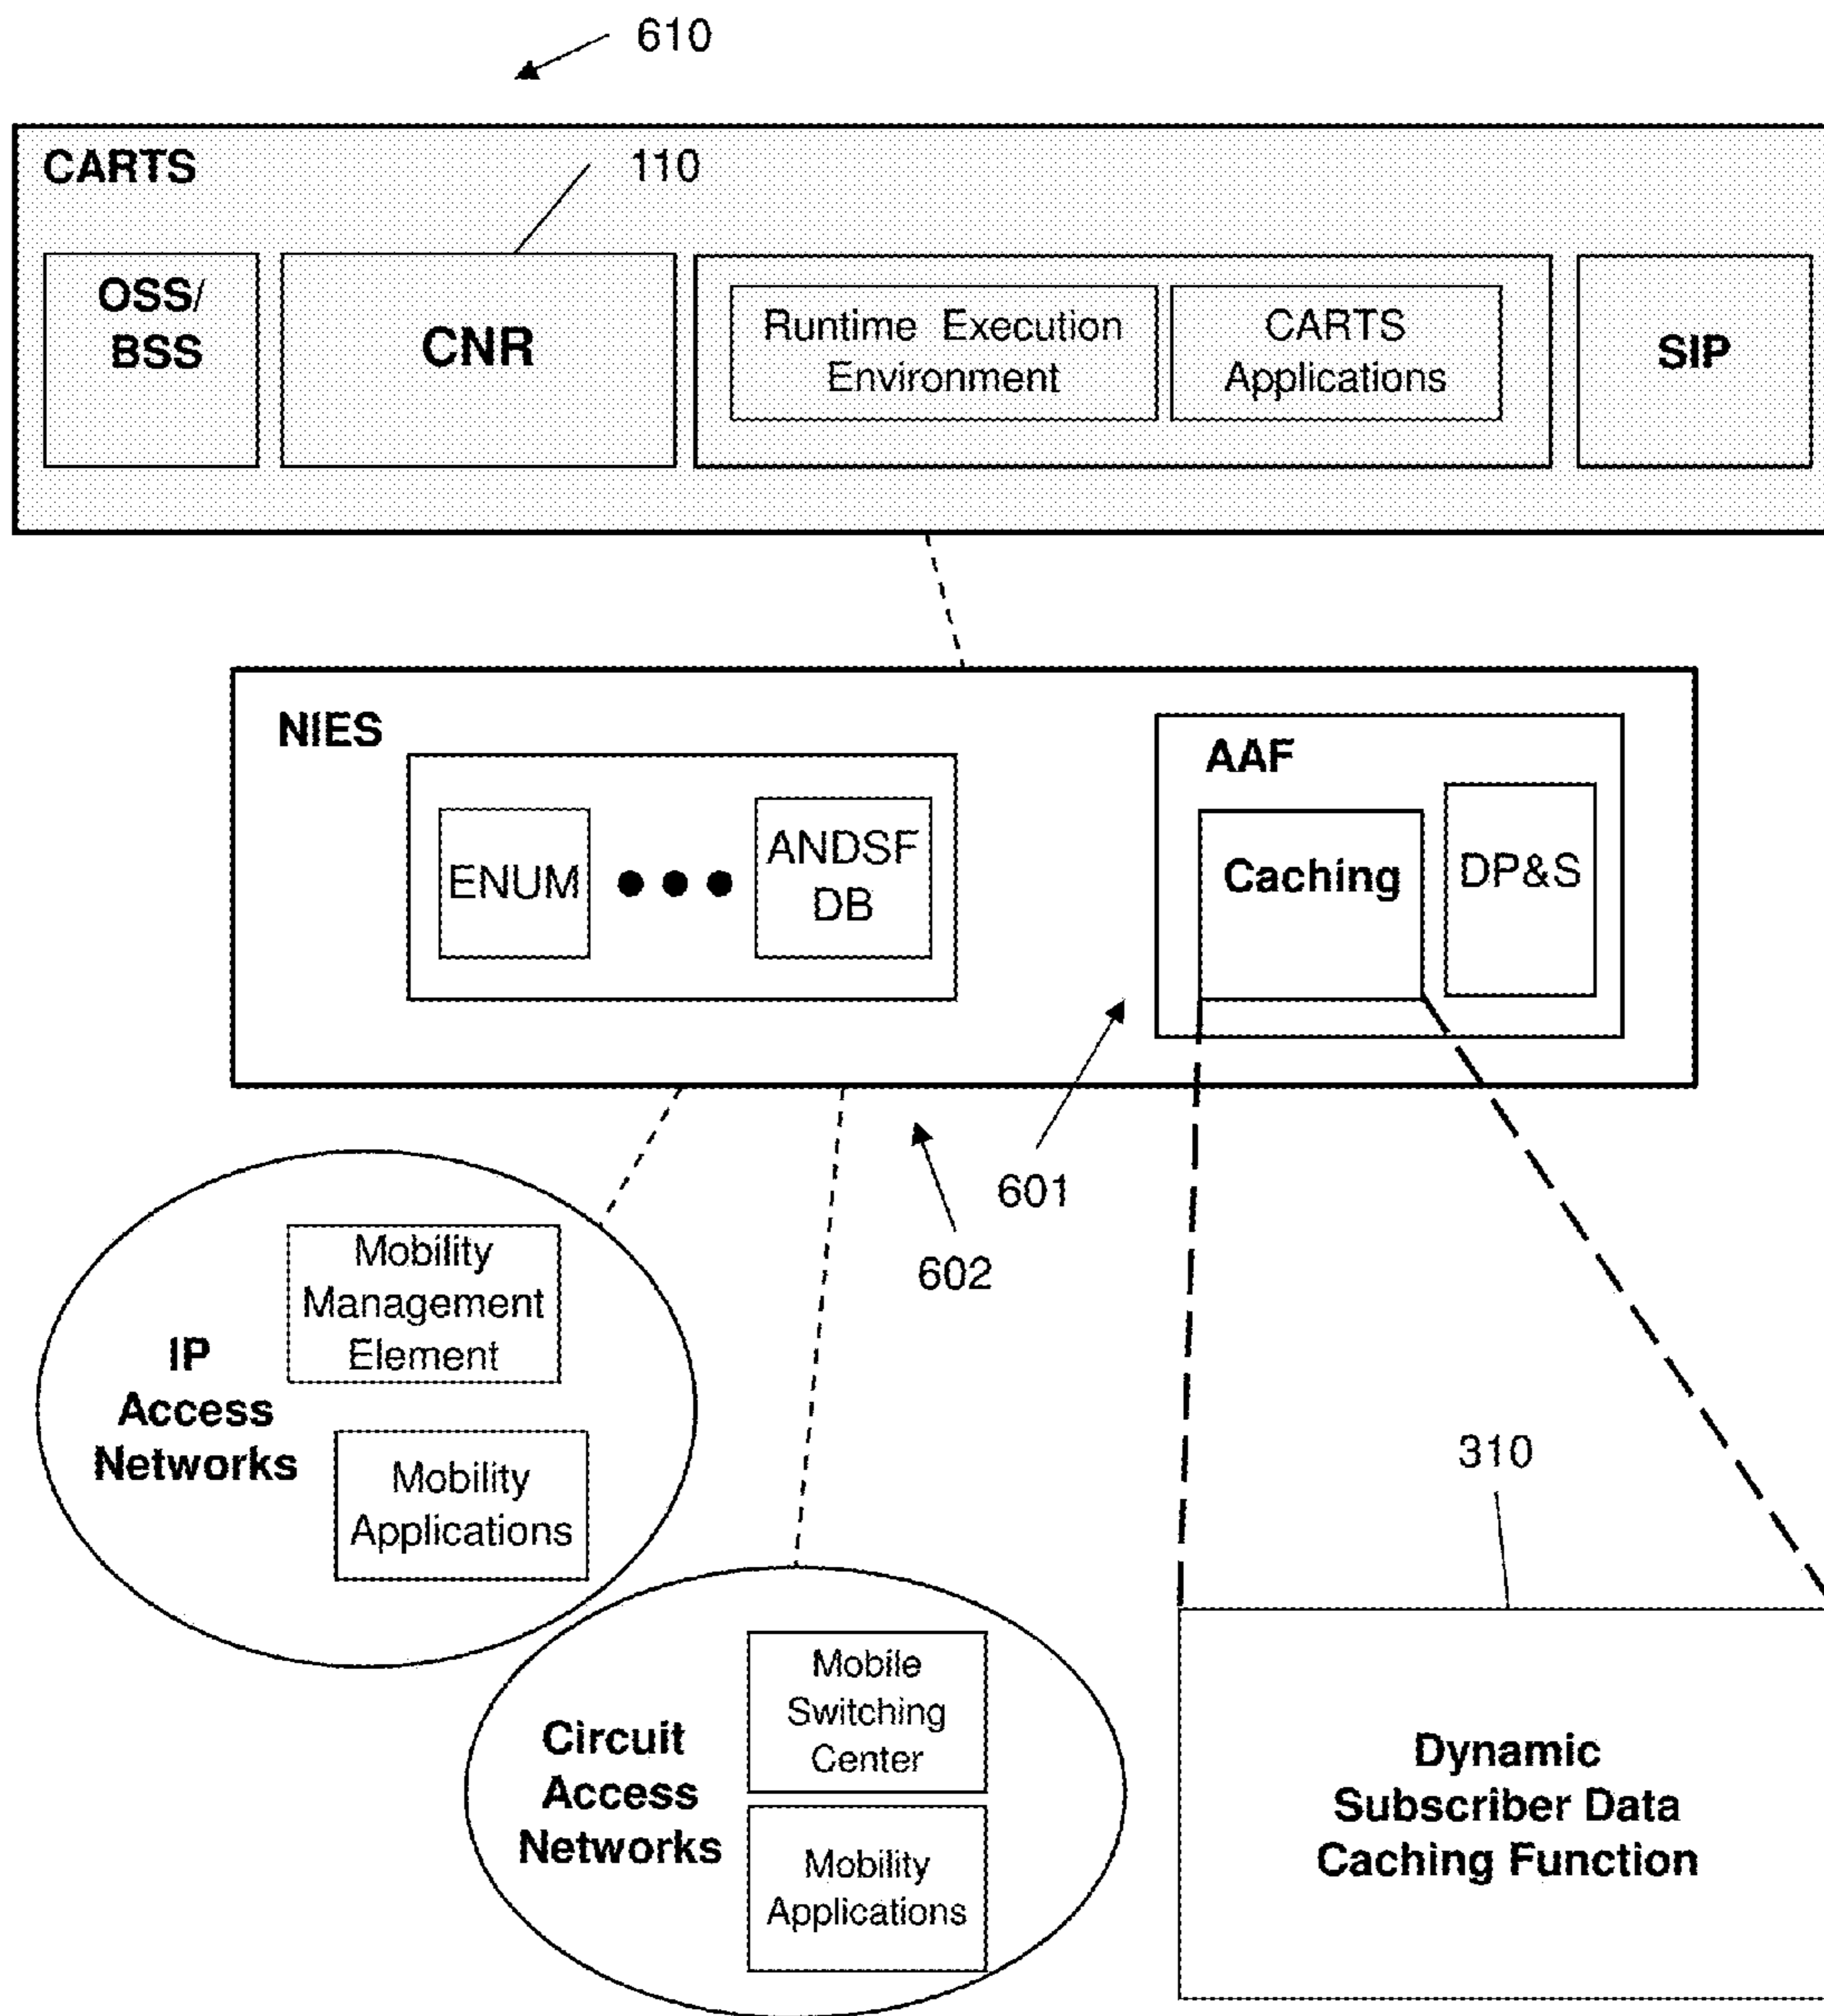 610
CARTS
110
OSS/
BSS
CNR
Runtime Execution
Environment
CARTS
Applications
SIP
NIES
ENUM
ANDSF
DB
AAF
Caching
DP&S
601
602
IP
Access
Networks
Mobility
Management
Element
Mobility
Applications
310
Circuit
Access
Networks
Mobile
Switching
Center
Mobility
Applications
Dynamic
Subscriber Data
Caching Function